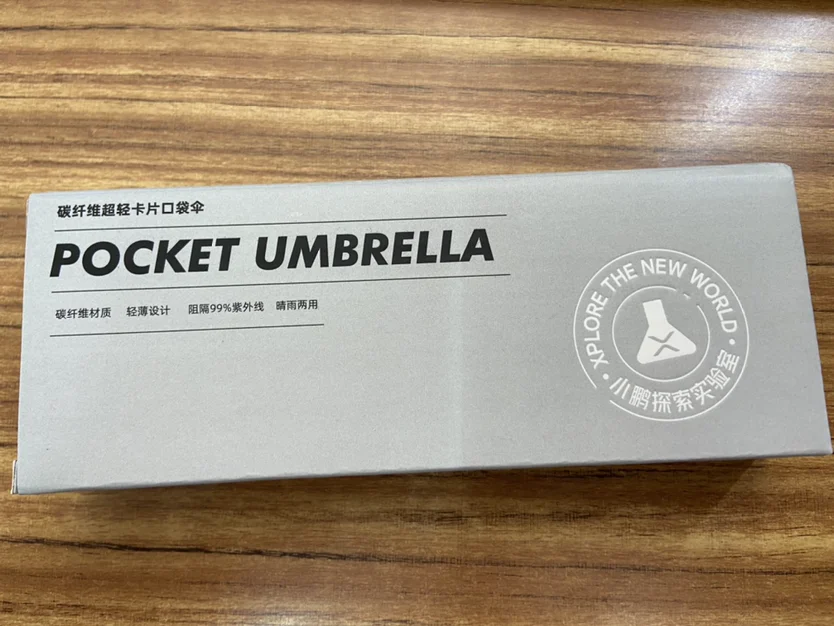 碳纤维超轻卡片口袋伞
POCKET UMBRELLA
碳纤维材质 轻薄设计 阻隔99%紫外线 晴雨两用
XPLORE THE NEW WORLD
小鹏探索实验室